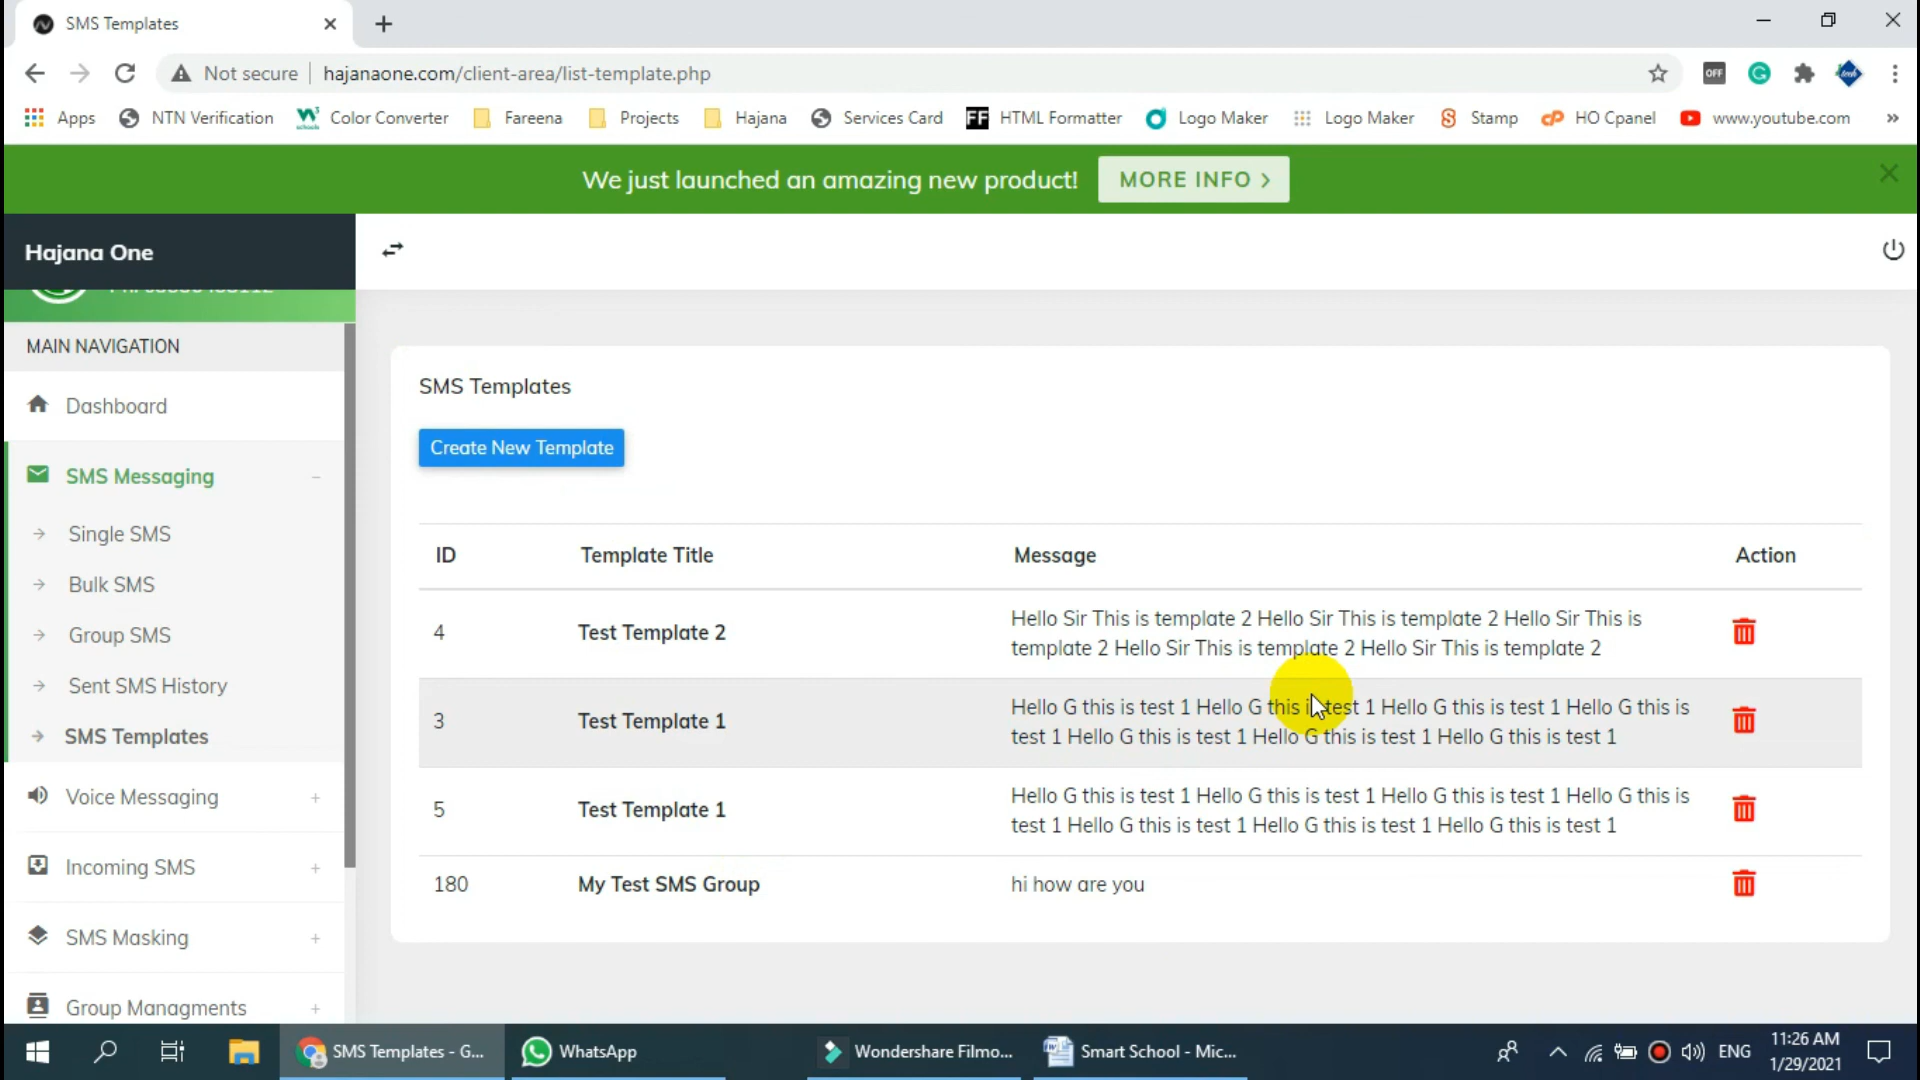 SMS Templates
Not secure
hajanaone.com/client-area/list-template.php
OFF
Apps
NTN Verification
Color Converter
Fareena
Projects
Hajana
Services Card
FF
HTML Formatter
Logo Maker
Logo Maker
Stamp
HO Cpanel
www.youtube.com
»
We just launched an amazing new product!
MORE INFO >
Hajana One
MAIN NAVIGATION
Dashboard
SMS Messaging
Single SMS
Bulk SMS
Group SMS
Sent SMS History
SMS Templates
Voice Messaging
Incoming SMS
SMS Masking
Group Managments
SMS Templates
Create New Template
ID Template Title Message Action
4 Test Template 2 Hello Sir This is template 2 Hello Sir This is template 2 Hello Sir This is
template 2 Hello Sir This is template 2 Hello Sir This is template 2
3 Test Template 1 Hello G this is test 1 Hello G this is test 1 Hello G this is test 1 Hello G this is
test 1 Hello G this is test 1 Hello G this is test 1 Hello G this is test 1
5 Test Template 1 Hello G this is test 1 Hello G this is test 1 Hello G this is test 1 Hello G this is
test 1 Hello G this is test 1 Hello G this is test 1 Hello G this is test 1
180 My Test SMS Group hi how are you
SMS Templates - G...
WhatsApp
Wondershare Filmo...
Smart School - Mic...
ENG
11:26 AM
1/29/2021